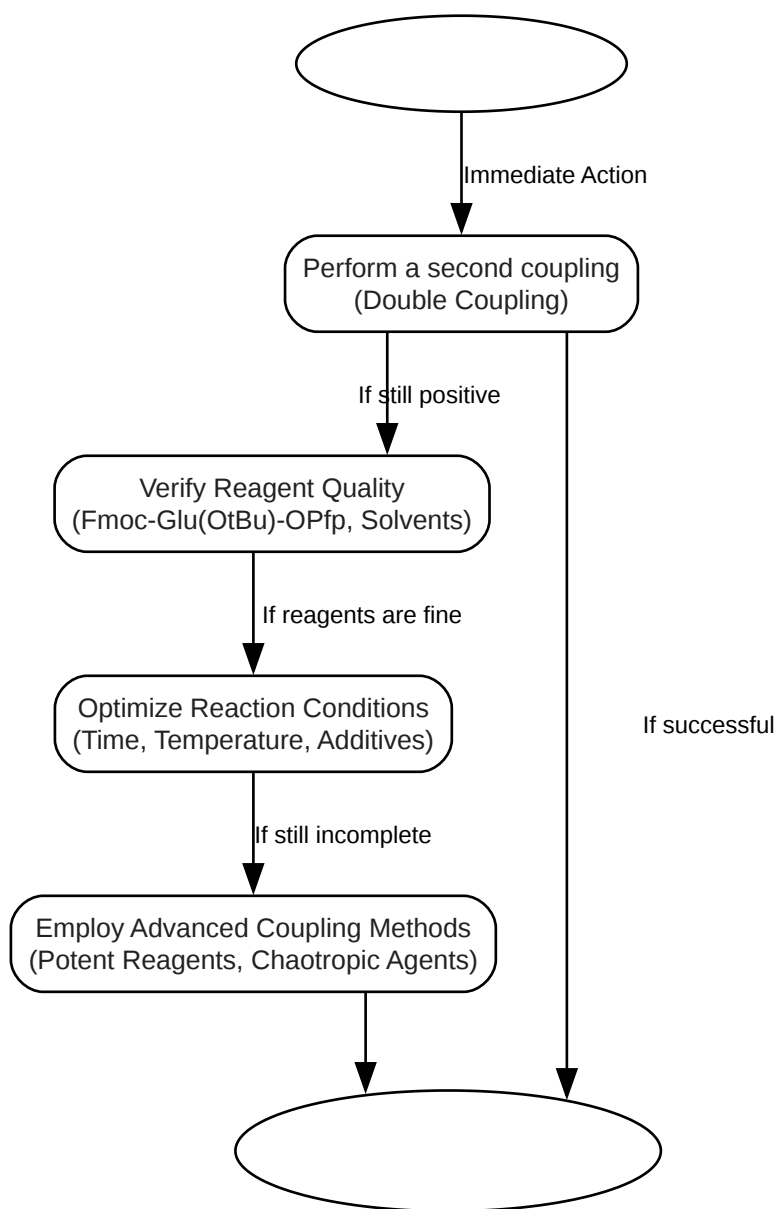 Immediate Action
Perform a second coupling
(Double Coupling)
If still positive
Verify Reagent Quality
(Fmoc-Glu(OtBu)-OPfp, Solvents)
If reagents are fine
Optimize Reaction Conditions
(Time, Temperature, Additives)
If successful
If still incomplete
Employ Advanced Coupling Methods
(Potent Reagents, Chaotropic Agents)